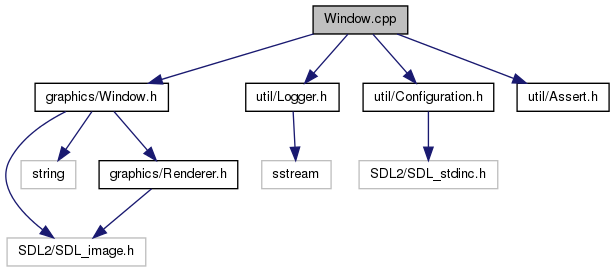 Window.cpp
graphics/Window.h
util/Logger.h
util/Configuration.h
util/Assert.h
string
graphics/Renderer.h
sstream
SDL2/SDL_stdinc.h
SDL2/SDL_image.h